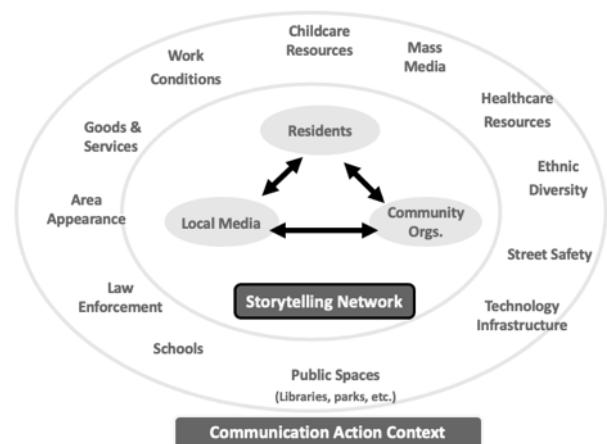 Childcare
Resources
Mass
Media
Work
Conditions
Healthcare
Resources
Goods &
Services
Residents
Ethnic
Diversity
Area
Appearance
Local Media
Community
Orgs.
Street Safety
Law
Enforcement
Storytelling Network
Technology
Infrastructure
Schools
Public Spaces
(Libraries, parks, etc.)
Communication Action Context